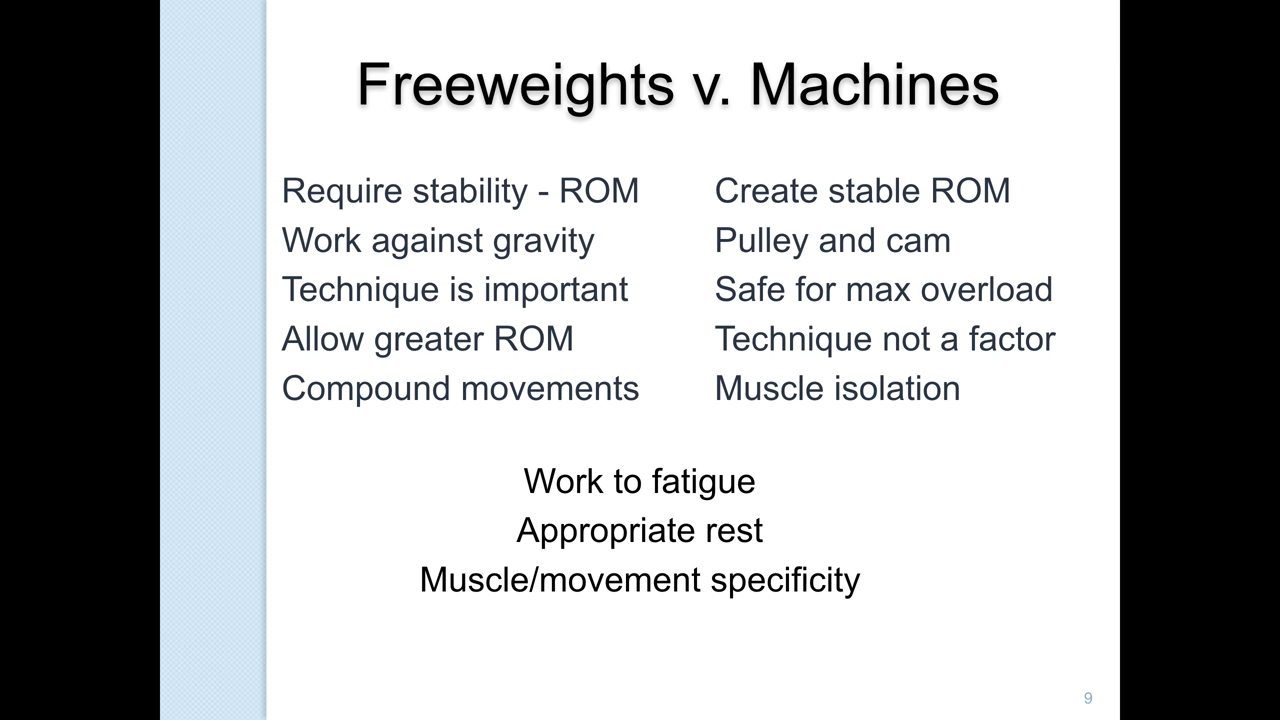 Freeweights v. Machines
Require stability - ROM
Work against gravity
Technique is important
Allow greater ROM
Compound movements
Create stable ROM
Pulley and cam
Safe for max overload
Technique not a factor
Muscle isolation
Work to fatigue
Appropriate rest
Muscle/movement specificity
9